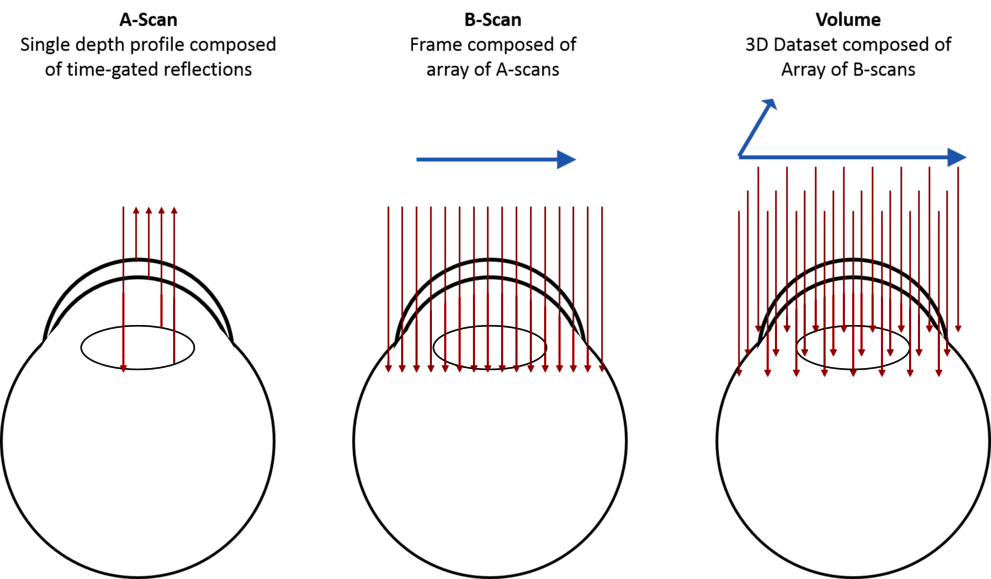 A-Scan
Single depth profile composed
of time-gated reflections
B-Scan
Frame composed of
array of A-scans
Volume
3D Dataset composed of
Array of B-scans